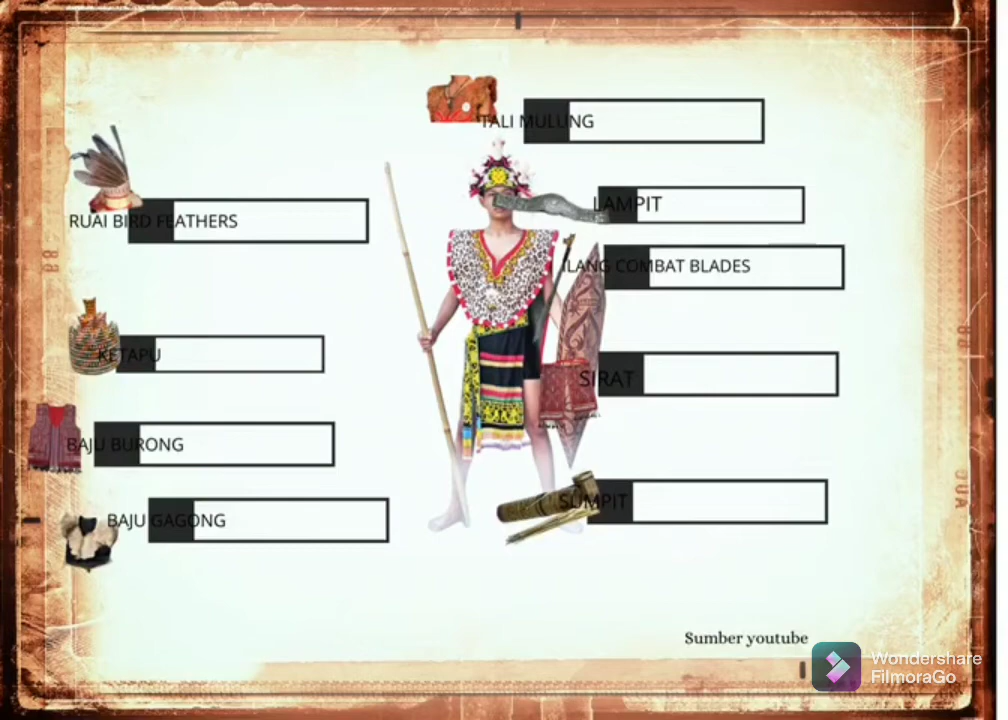 TALI MULUNG
LAMPIT
RUAI BIRD FEATHERS
ILANG COMBAT BLADES
KETAPU
SIRAT
BAJU BURONG
SUMPIT
BAJU GAGONG
Sumber youtube
Wondershare
FilmoraGo